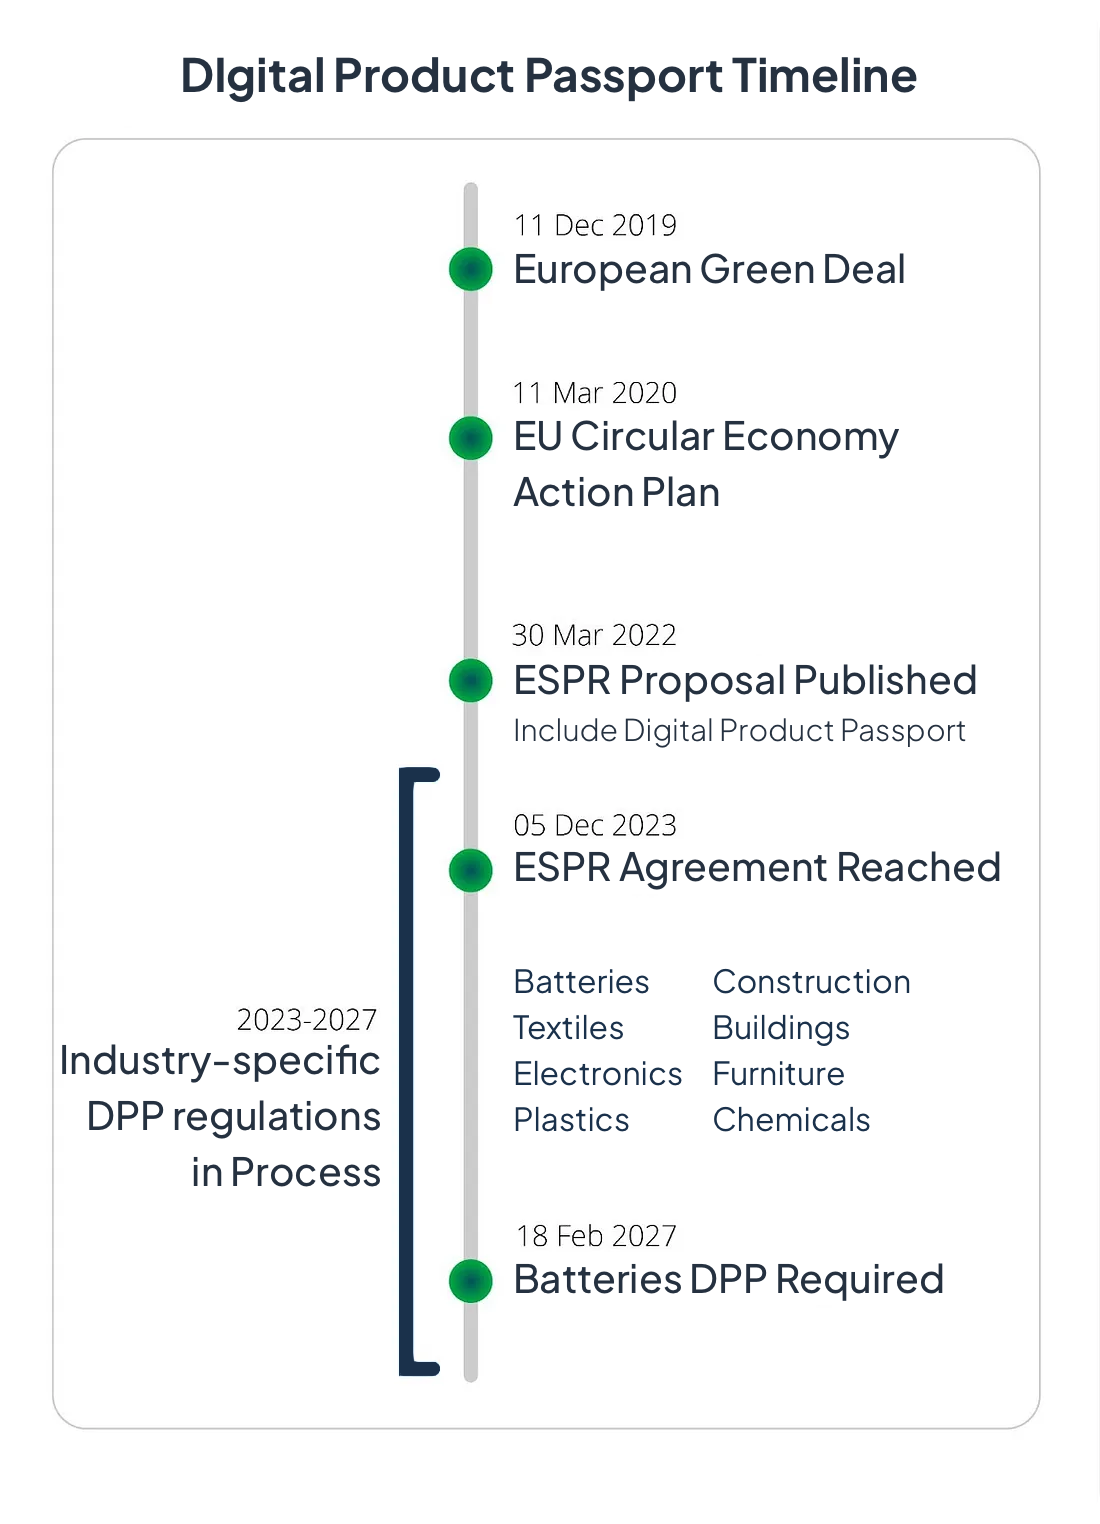 DIgital Product Passport Timeline
11 Dec 2019
European Green Deal
11 Mar 2020
EU Circular Economy
Action Plan
30 Mar 2022
ESPR Proposal Published
Include Digital Product Passport
05 Dec 2023
ESPR Agreement Reached
2023-2027
Industry-specific
DPP regulations
in Process
Batteries Construction
Textiles Buildings
Electronics Furniture
Plastics Chemicals
18 Feb 2027
Batteries DPP Required